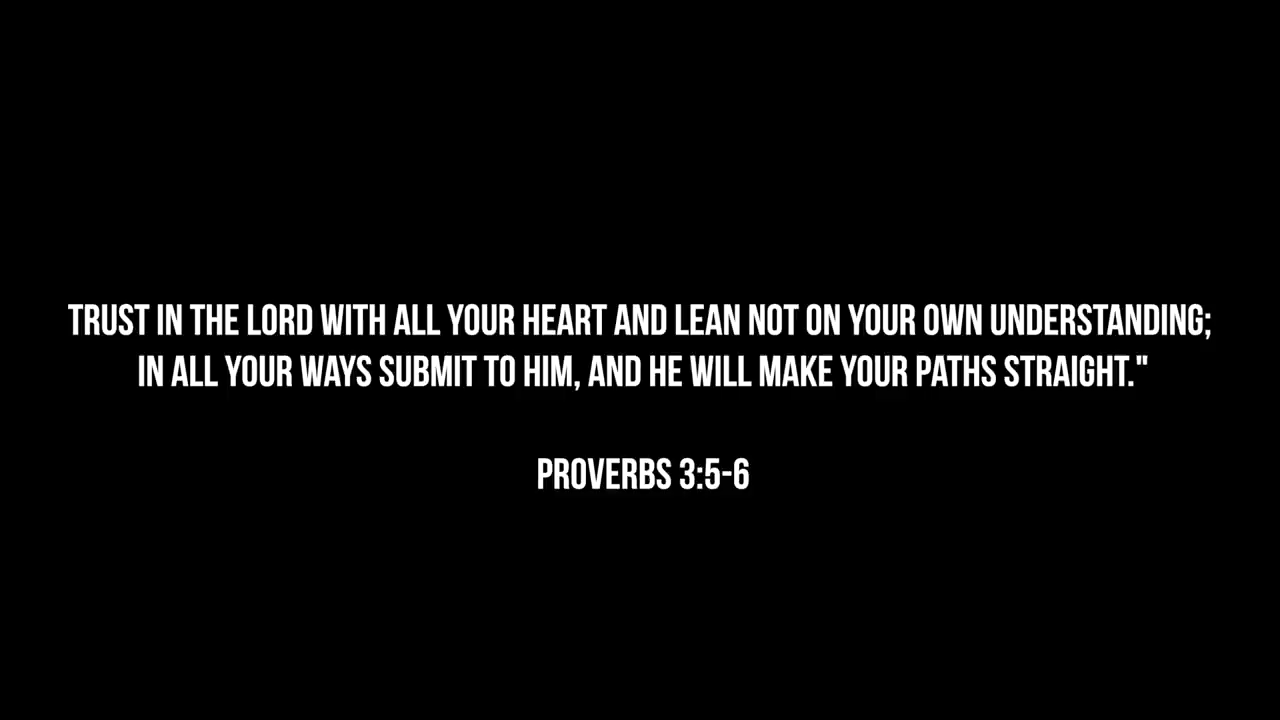 TRUST IN THE LORD WITH ALL YOUR HEART AND LEAN NOT ON YOUR OWN UNDERSTANDING;
IN ALL YOUR WAYS SUBMIT TO HIM, AND HE WILL MAKE YOUR PATHS STRAIGHT."
PROVERBS 3:5-6